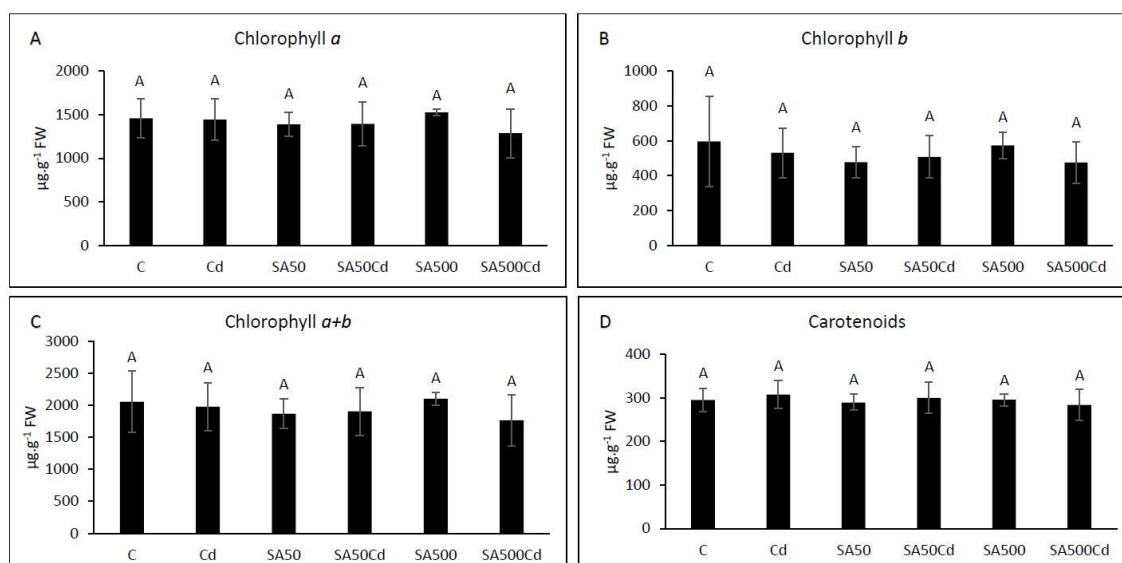 A
Chlorophyll a
µg.g-1 FW
2000
1500
1000
500
0
A A A A A A
C Cd SA50 SA50Cd SA500 SA500Cd
B
Chlorophyll b
µg.g-1 FW
1000
800
600
400
200
0
A A A A A A
C Cd SA50 SA50Cd SA500 SA500Cd
C
Chlorophyll a+b
µg.g-1 FW
3000
2500
2000
1500
1000
500
0
A A A A A A
C Cd SA50 SA50Cd SA500 SA500Cd
D
Carotenoids
µg.g-1 FW
400
300
200
100
0
A A A A A A
C Cd SA50 SA50Cd SA500 SA500Cd